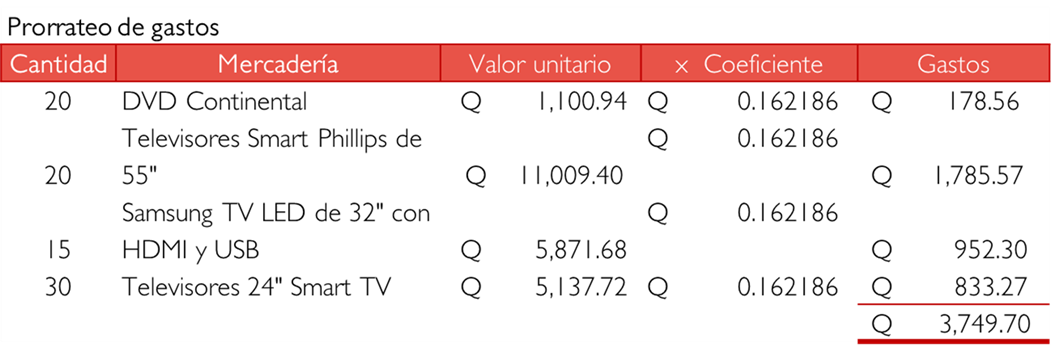 Prorrateo de gastos
Cantidad Mercadería Valor unitario x Coeficiente Gastos
20 DVD Continental Q 1,100.94 Q 0.162186 Q 178.56
Televisores Smart Phillips de Q 0.162186
20 55" Q 11,009.40 Q 1,785.57
Samsung TV LED de 32" con Q 0.162186
15 HDMI y USB Q 5,871.68 Q 952.30
30 Televisores 24" Smart TV Q 5,137.72 Q 0.162186 Q 833.27
Q 3,749.70